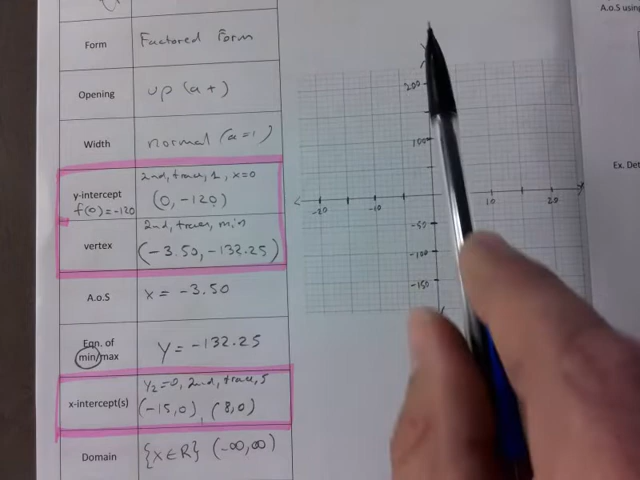 A.o.S using
Form Factored Form
Opening up (a+)
Width normal (a=1)
2nd, trace, 1, x=0
y-intercept (0, -120)
f(0)=-120
2nd, trace, min
vertex (-3.50, -132.25)
A.o.S x = -3.50
Eqn. of
min/max Y = -132.25
Y2=0, 2nd, trace, 5
x-intercept(s) (-15,0), (8,0)
Domain {x∈R} (-∞,∞)
Y
200
100
-20 -10 10 20 x
-50
-100
-150
Ex. Det